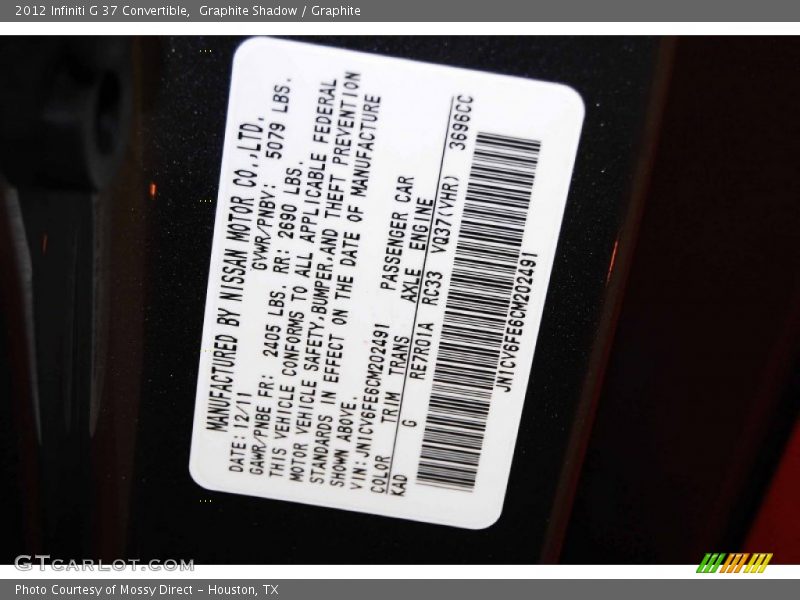 2012 Infiniti G 37 Convertible, Graphite Shadow / Graphite
MANUFACTURED BY NISSAN MOTOR CO.,LTD.
DATE: 12/11 GVWR/PNBV: 5079 LBS.
GAWR/PNBE FR: 2405 LBS. RR: 2690 LBS.
THIS VEHICLE CONFORMS TO ALL APPLICABLE FEDERAL
MOTOR VEHICLE SAFETY,BUMPER,AND THEFT PREVENTION
STANDARDS IN EFFECT ON THE DATE OF MANUFACTURE
SHOWN ABOVE.
VIN:JN1CV6FE6CM202491 PASSENGER CAR
COLOR TRIM TRANS AXLE ENGINE
KAD G RE7R01A RC33 VQ37(VHR) 3696CC
JN1CV6FE6CM202491
GTCARLOT.COM
Photo Courtesy of Mossy Direct - Houston, TX